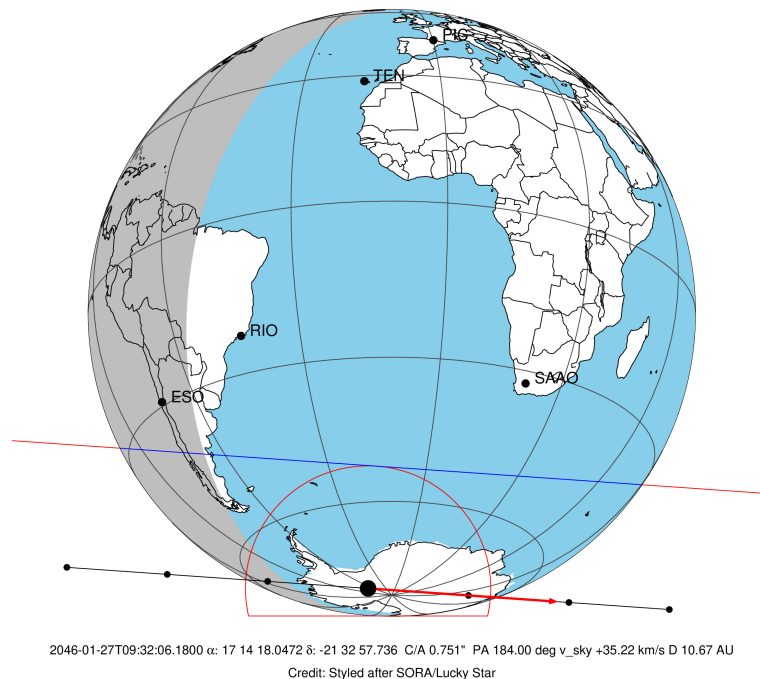 PIC
TEN
RIO
SAAO
ESO
2046-01-27T09:32:06.1800 α: 17 14 18.0472 δ: -21 32 57.736 C/A 0.751" PA 184.00 deg v_sky +35.22 km/s D 10.67 AU
Credit: Styled after SORA/Lucky Star